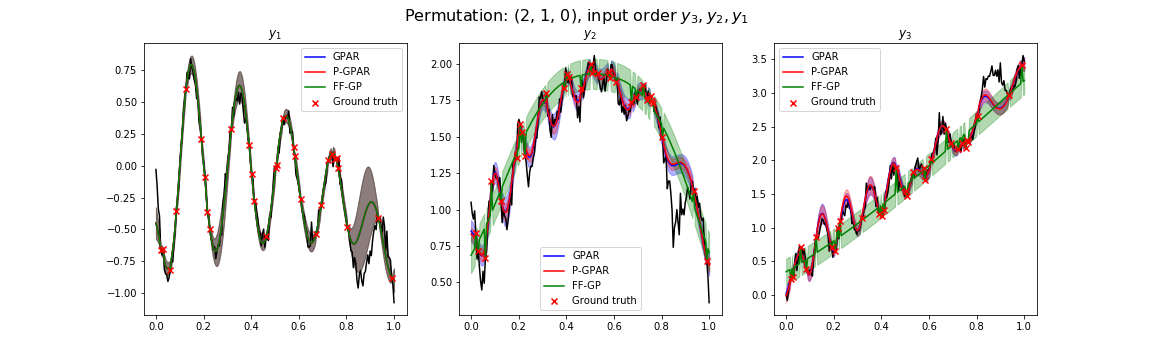 Permutation: (2, 1, 0), input order y3, y2, y1
y1
GPAR
P-GPAR
FF-GP
Ground truth
0.75
0.50
0.25
0.00
−0.25
−0.50
−0.75
−1.00
0.0 0.2 0.4 0.6 0.8 1.0
y2
2.00
1.75
1.50
1.25
1.00
0.75
0.50
GPAR
P-GPAR
FF-GP
Ground truth
0.0 0.2 0.4 0.6 0.8 1.0
y3
GPAR
P-GPAR
FF-GP
Ground truth
3.5
3.0
2.5
2.0
1.5
1.0
0.5
0.0
0.0 0.2 0.4 0.6 0.8 1.0